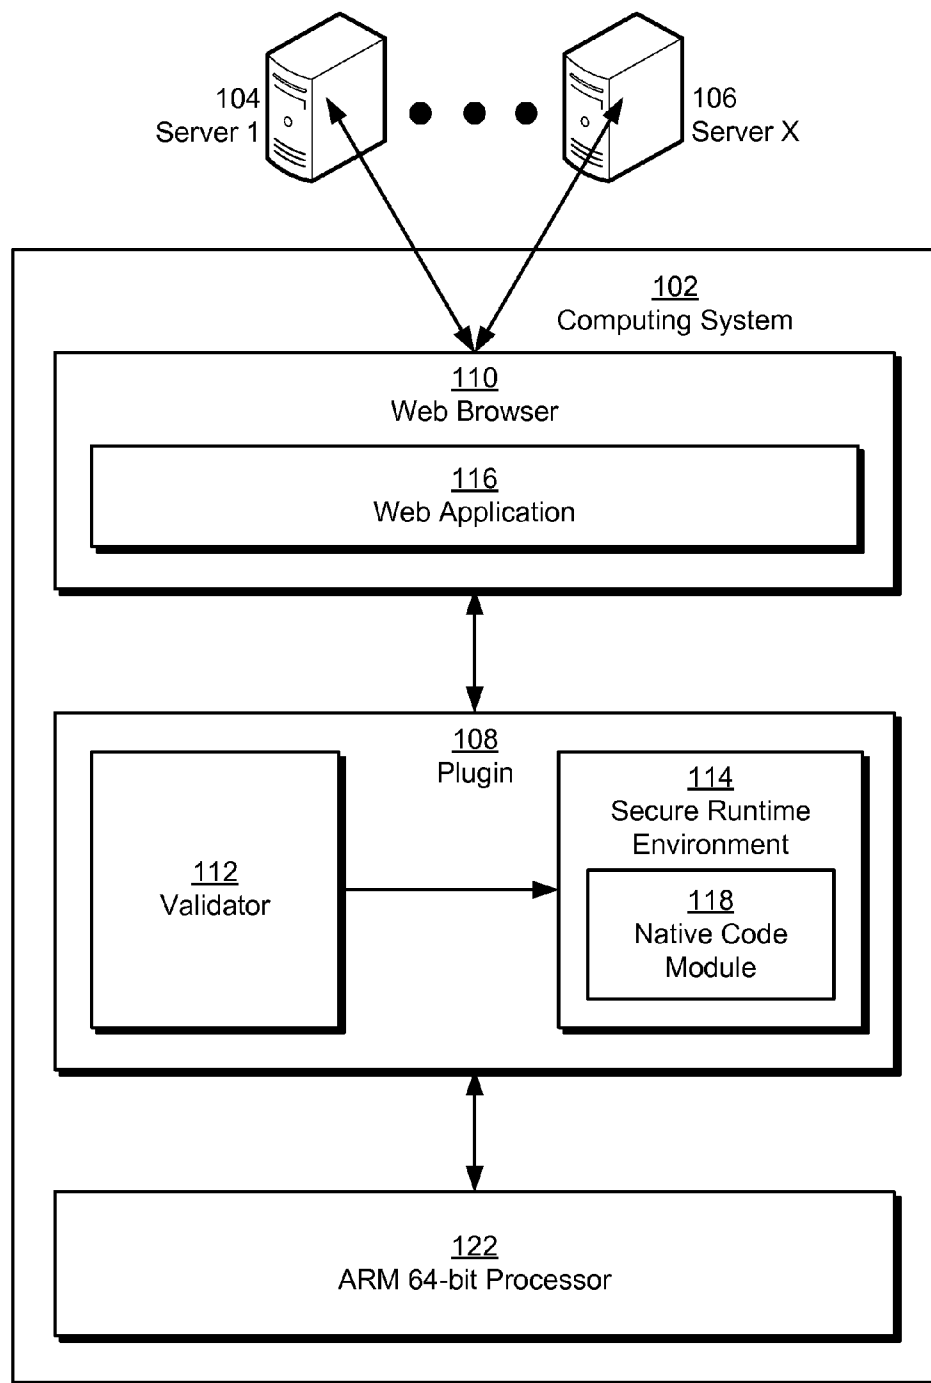 104
Server 1
106
Server X
102
Computing System
110
Web Browser
116
Web Application
108
Plugin
112
Validator
114
Secure Runtime
Environment
118
Native Code
Module
122
ARM 64-bit Processor